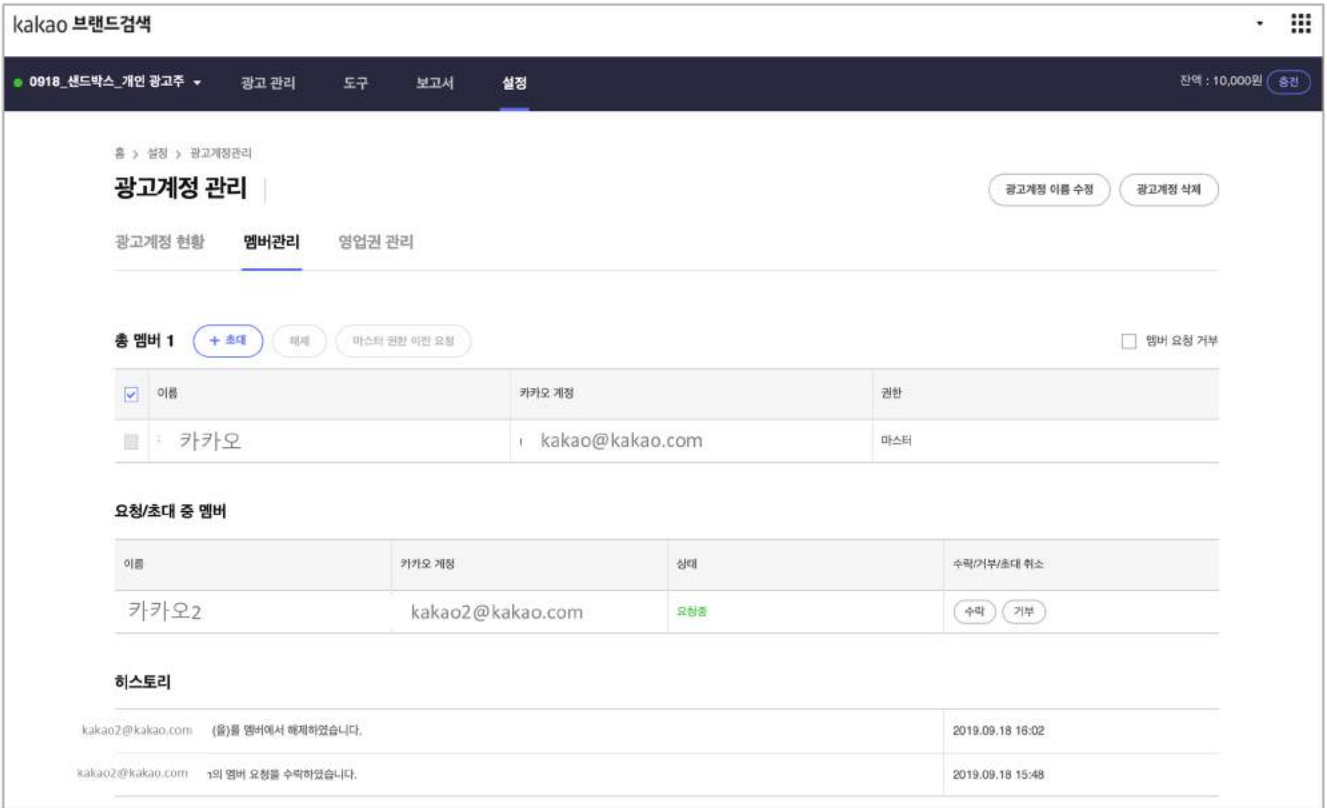 kakao 브랜드검색
0918_샌드박스_개인 광고주 광고 관리 도구 보고서 설정 잔액 : 10,000원 충전
홈 > 설정 > 광고계정관리
광고계정 관리 광고계정 이름 수정 광고계정 삭제
광고계정 현황 멤버관리 영업권 관리
총 멤버 1 + 초대 해제 마스터 권한 이전 요청 멤버 요청 거부
이름 카카오 계정 권한
카카오 kakao@kakao.com 마스터
요청/초대 중 멤버
이름 카카오 계정 상태 수락/거부/초대 취소
카카오2 kakao2@kakao.com 요청중 수락 거부
히스토리
kakao2@kakao.com (을)를 멤버에서 해제하였습니다. 2019.09.18 16:02
kakao2@kakao.com 의 멤버 요청을 수락하였습니다. 2019.09.18 15:48